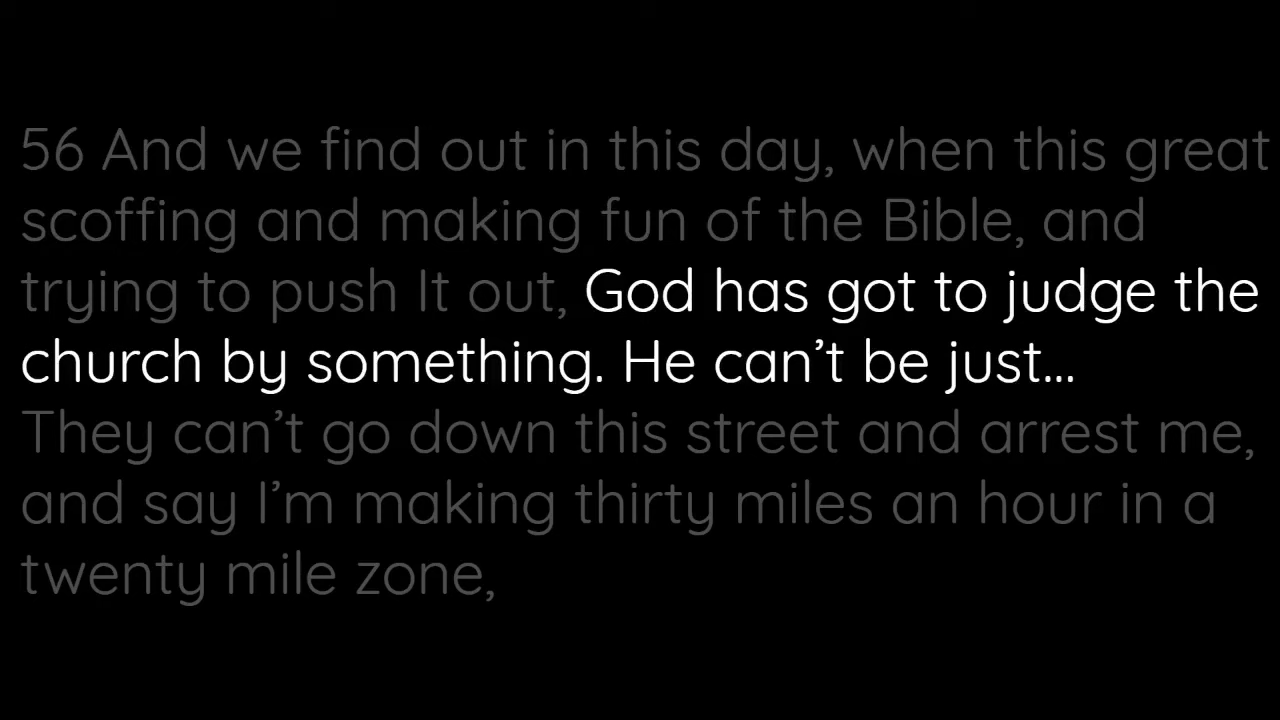 56 And we find out in this day, when this great
scoffing and making fun of the Bible, and
trying to push It out, God has got to judge the
church by something. He can’t be just...
They can’t go down this street and arrest me,
and say I’m making thirty miles an hour in a
twenty mile zone,